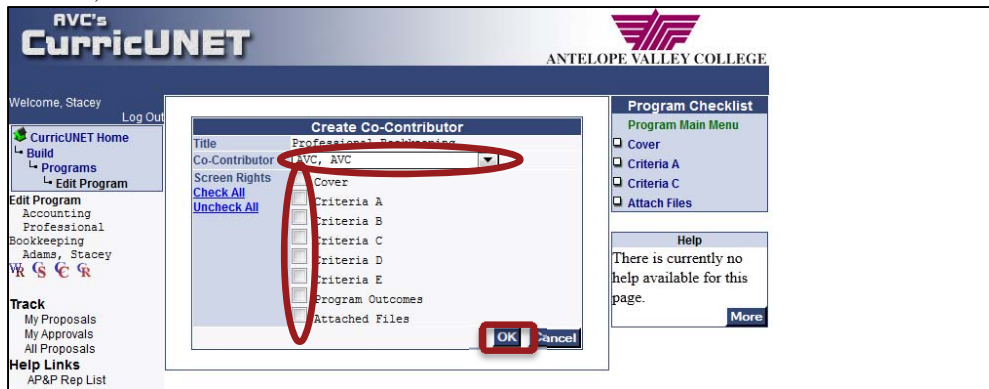 AVC's
CurricUNET
ANTELOPE VALLEY COLLEGE
Welcome, Stacey
Log Out
CurricUNET Home
Build
Programs
Edit Program
Edit Program
Accounting
Professional
Bookkeeping
Adams, Stacey
WR CS CC CR
Track
My Proposals
My Approvals
All Proposals
Help Links
AP&P Rep List
Create Co-Contributor
Title Professional Bookkeeping
Co-Contributor AVC, AVC
Screen Rights
Check All
Uncheck All
Cover
Criteria A
Criteria B
Criteria C
Criteria D
Criteria E
Program Outcomes
Attached Files
OK Cancel
Program Checklist
Program Main Menu
Cover
Criteria A
Criteria C
Attach Files
Help
There is currently no
help available for this
page.
More